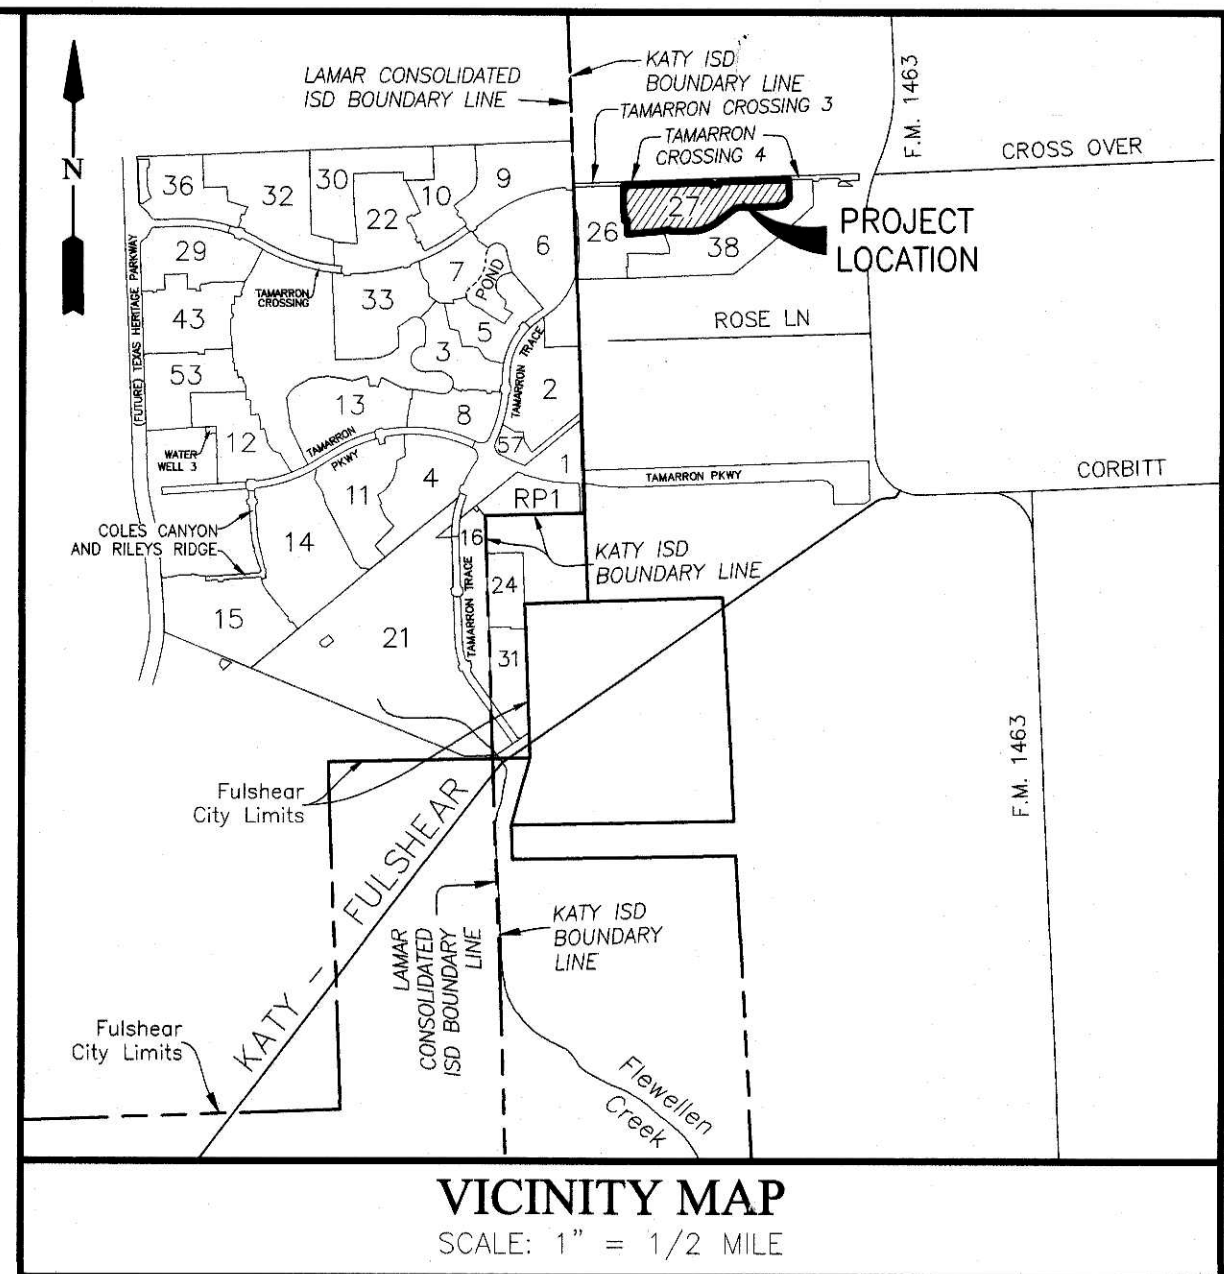 LAMAR CONSOLIDATED
ISD BOUNDARY LINE
KATY ISD
BOUNDARY LINE
TAMARRON CROSSING 3
TAMARRON
CROSSING 4
F.M. 1463
CROSS OVER
N
36
32
30
22
10
9
6
26
27
38
PROJECT
LOCATION
29
TAMARRON
CROSSING
33
7
POND
5
3
(FUTURE) TEXAS HERITAGE PARKWAY
43
53
ROSE LN
TAMARRON TRACE
2
13
8
12
WATER
WELL 3
TAMARRON
PKWY
57
1
11
4
RP1
TAMARRON PKWY
CORBITT
COLES CANYON
AND RILEYS RIDGE
14
16
KATY ISD
BOUNDARY LINE
24
15
21
TAMARRON TRACE
31
Fulshear
City Limits
F.M. 1463
KATY - FULSHEAR
LAMAR
CONSOLIDATED
ISD BOUNDARY
LINE
KATY ISD
BOUNDARY
LINE
Fulshear
City Limits
Flewellen
Creek
VICINITY MAP
SCALE: 1" = 1/2 MILE